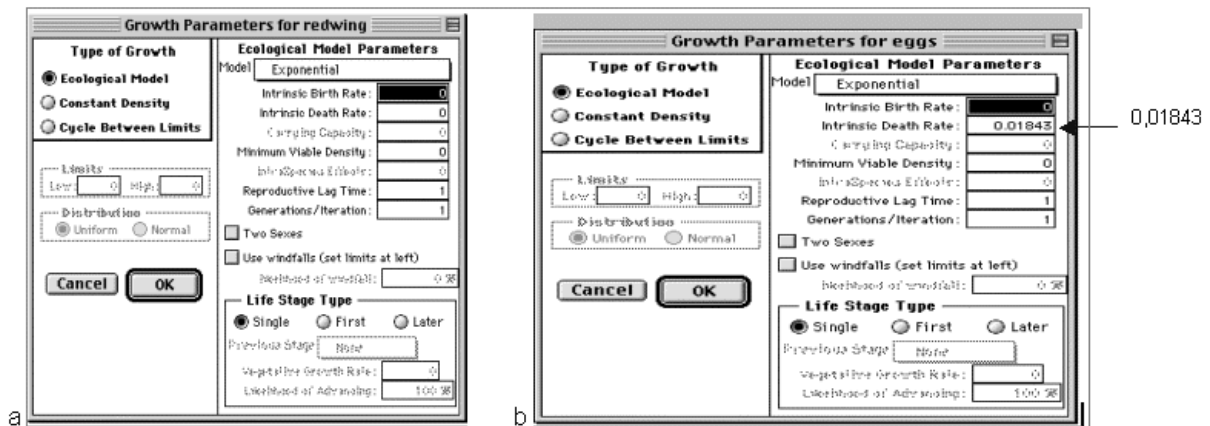 Growth Parameters for redwing
Type of Growth
Ecological Model
Constant Density
Cycle Between Limits
Limits
Low: 0 High: 0
Distribution
Uniform Normal
Cancel OK
Ecological Model Parameters
Model Exponential
Intrinsic Birth Rate: 0
Intrinsic Death Rate: 0
Carrying Capacity: 0
Minimum Viable Density: 0
IntraSpecies Effects: 0
Reproductive Lag Time: 1
Generations/Iteration: 1
Two Sexes
Use windfalls (set limits at left)
likelihood of windfall: 0 %
Life Stage Type
Single First Later
Previous Stage None
Vegetative Growth Rate: 0
Likelihood of Advancing: 100 %
a
Growth Parameters for eggs
Type of Growth
Ecological Model
Constant Density
Cycle Between Limits
Limits
Low: 0 High: 0
Distribution
Uniform Normal
Cancel OK
Ecological Model Parameters
Model Exponential
Intrinsic Birth Rate: 0
Intrinsic Death Rate: 0.01843
Carrying Capacity: 0
Minimum Viable Density: 0
IntraSpecies Effects: 0
Reproductive Lag Time: 1
Generations/Iteration: 1
Two Sexes
Use windfalls (set limits at left)
likelihood of windfall: 0 %
Life Stage Type
Single First Later
Previous Stage None
Vegetative Growth Rate: 0
Likelihood of Advancing: 100 %
b
0,01843